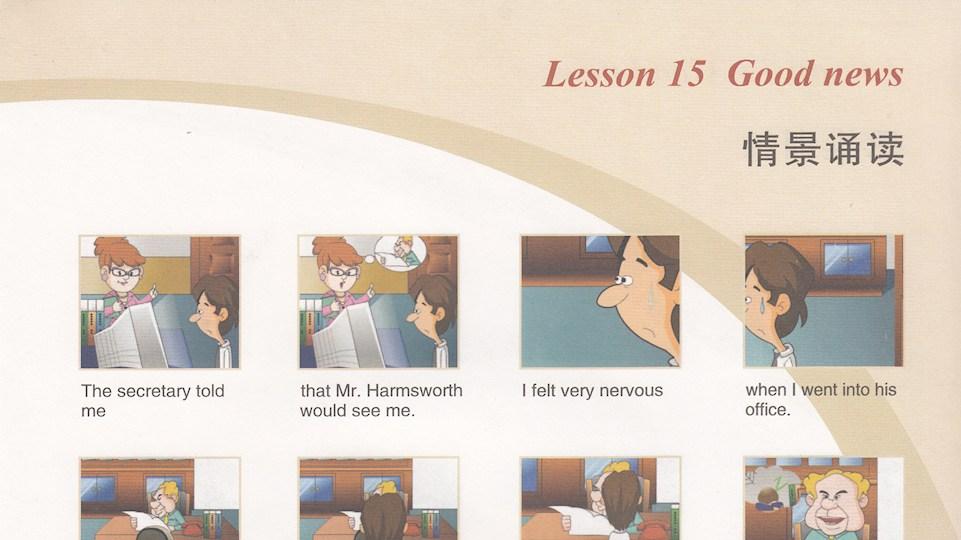 Lesson 15 Good news
情景诵读
The secretary told
me
that Mr. Harmsworth
would see me.
I felt very nervous
when I went into his
office.